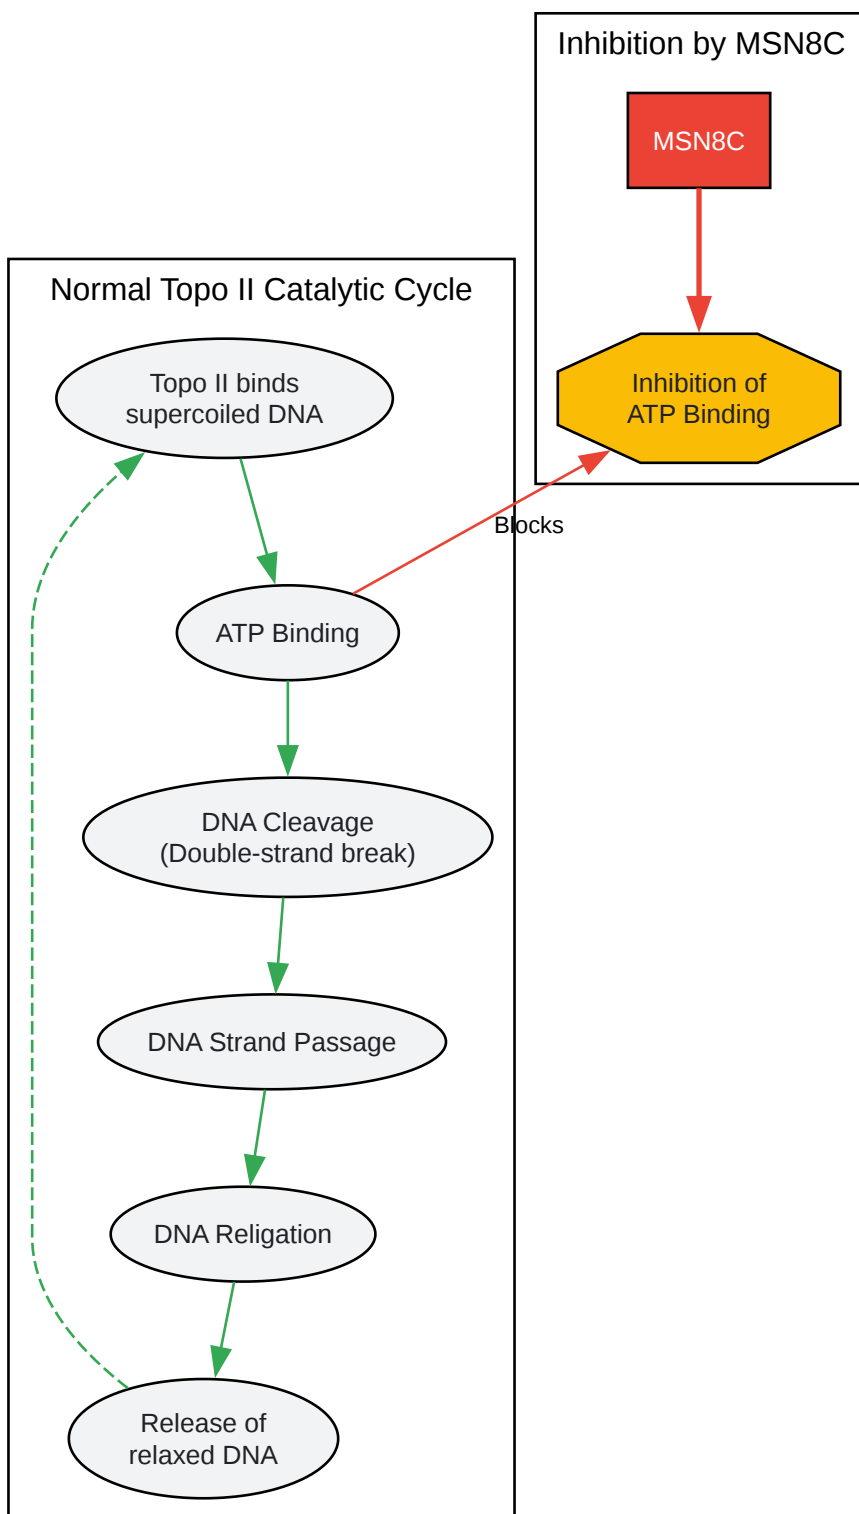 Inhibition by MSN8C
MSN8C
Inhibition of
ATP Binding
Blocks
Normal Topo II Catalytic Cycle
Topo II binds
supercoiled DNA
ATP Binding
DNA Cleavage
(Double-strand break)
DNA Strand Passage
DNA Religation
Release of
relaxed DNA